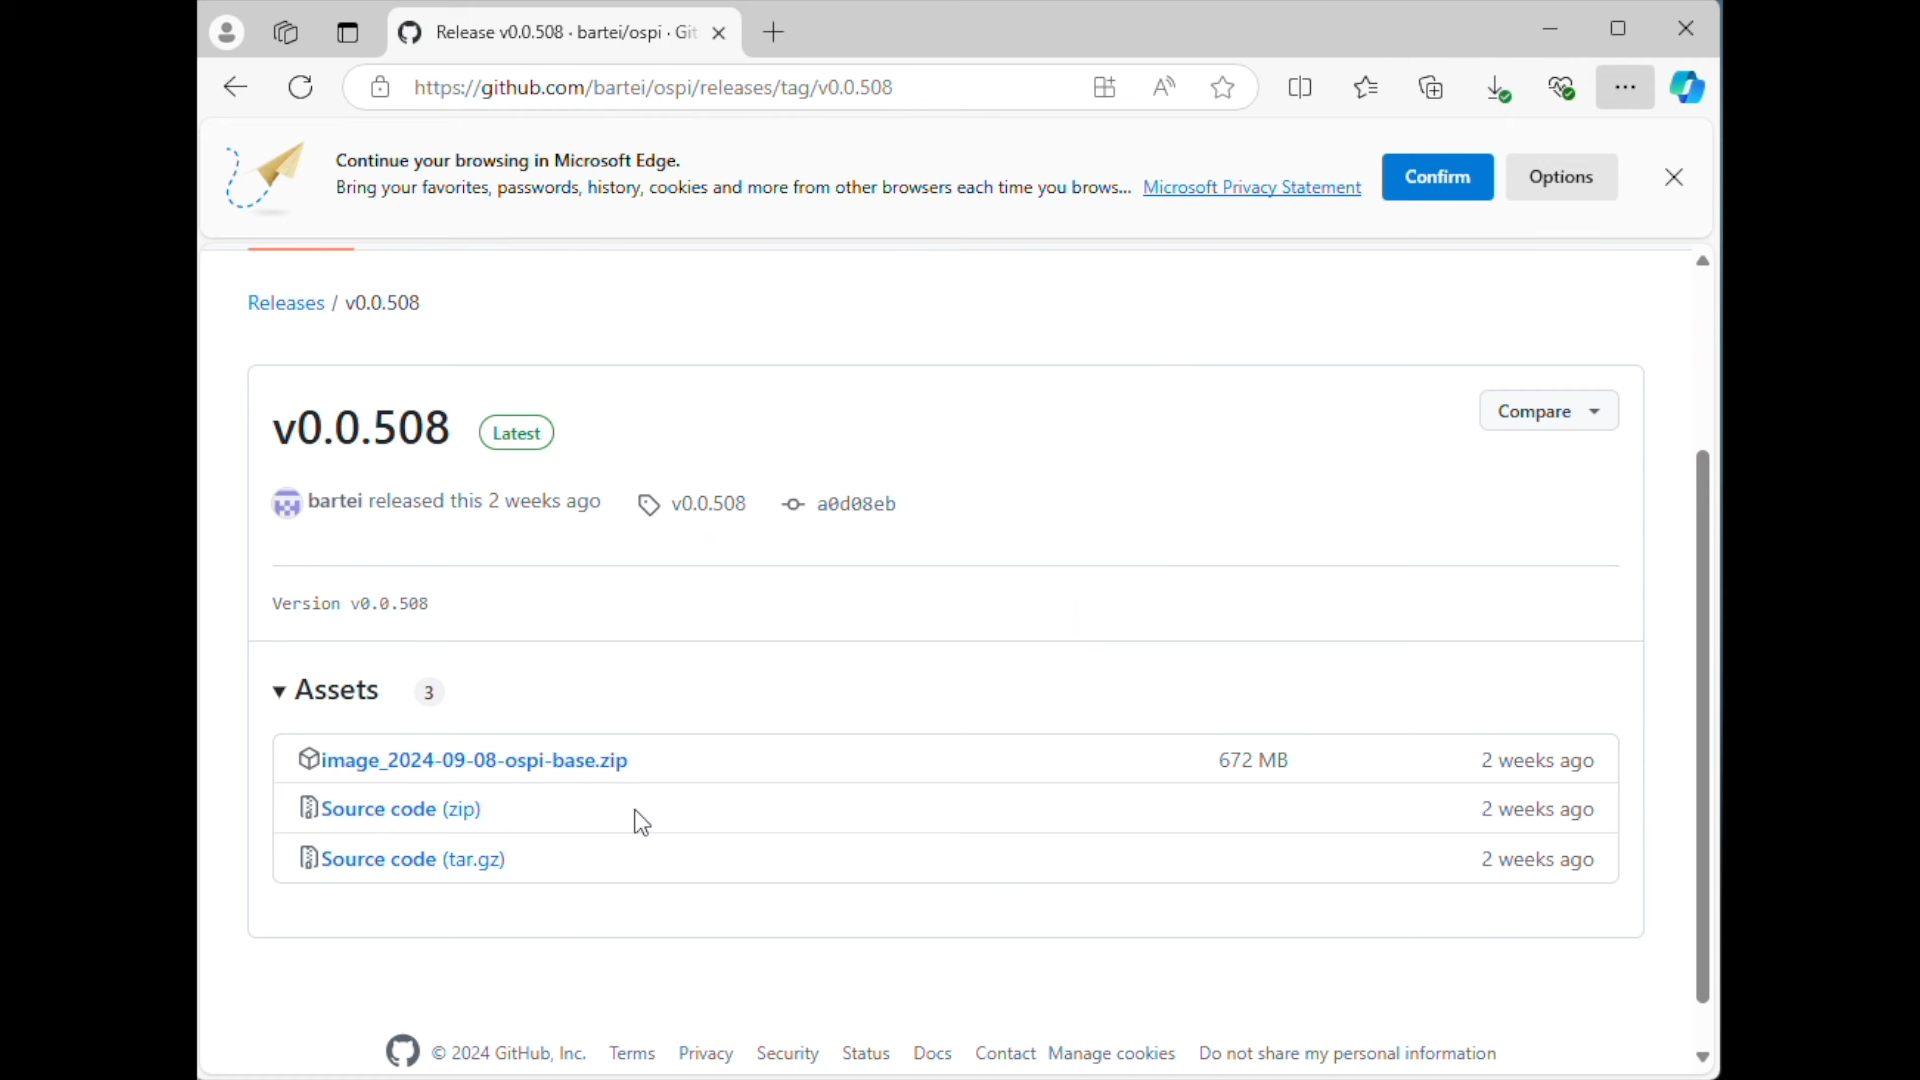 Release v0.0.508 · bartei/ospi · Git
https://github.com/bartei/ospi/releases/tag/v0.0.508
Continue your browsing in Microsoft Edge.
Bring your favorites, passwords, history, cookies and more from other browsers each time you brows... Microsoft Privacy Statement
Confirm
Options
Releases / v0.0.508
v0.0.508 Latest
Compare
bartei released this 2 weeks ago v0.0.508 a0d08eb
Version v0.0.508
Assets 3
image_2024-09-08-ospi-base.zip 672 MB 2 weeks ago
Source code (zip) 2 weeks ago
Source code (tar.gz) 2 weeks ago
© 2024 GitHub, Inc. Terms Privacy Security Status Docs Contact Manage cookies Do not share my personal information